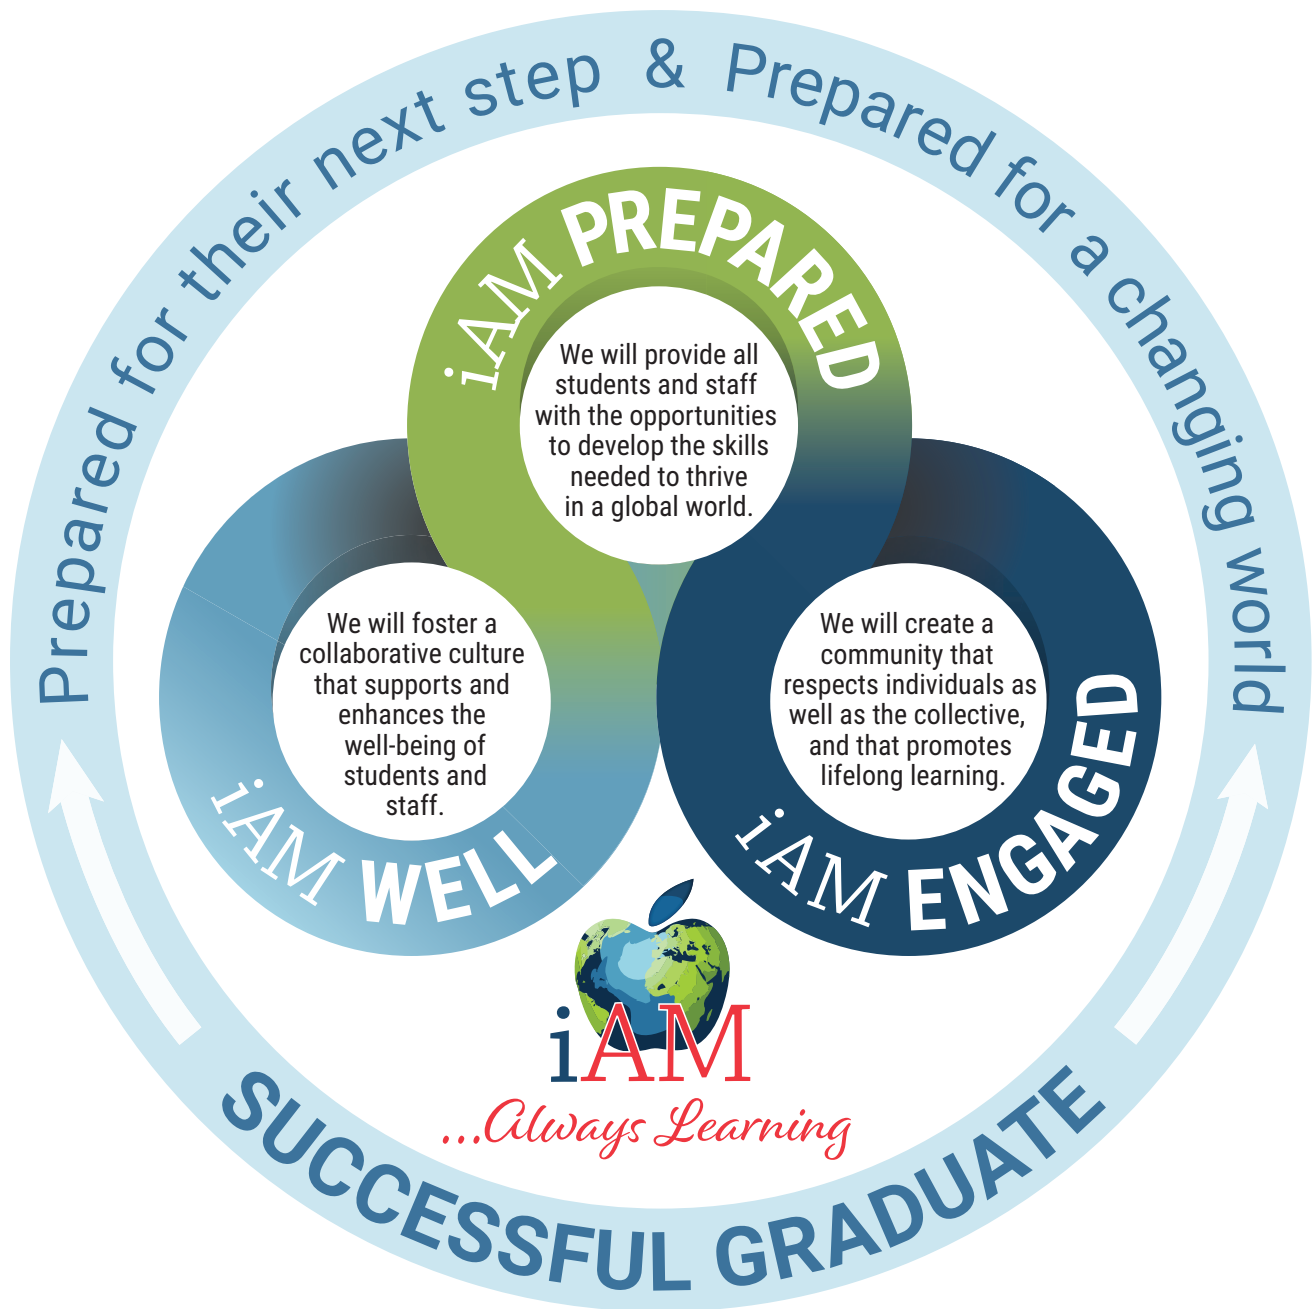 Prepared for their next step & Prepared for a changing world
iAM PREPARED
We will provide all
students and staff
with the opportunities
to develop the skills
needed to thrive
in a global world.
We will foster a
collaborative culture
that supports and
enhances the
well-being of
students and
staff.
iAM WELL
We will create a
community that
respects individuals as
well as the collective,
and that promotes
lifelong learning.
iAM ENGAGED
iAM
...Always Learning
SUCCESSFUL GRADUATE